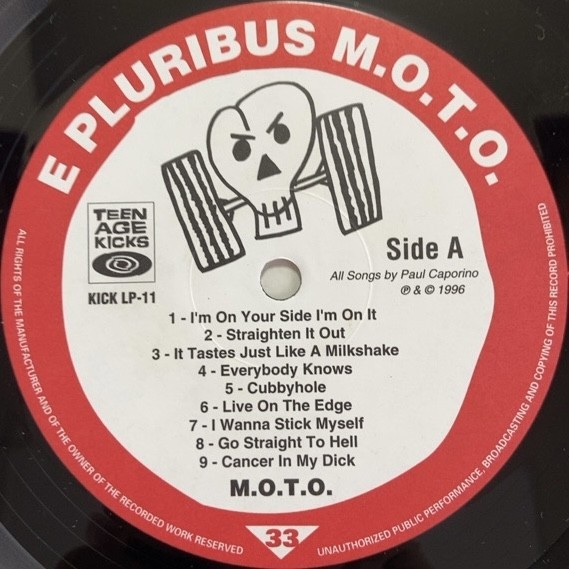 E PLURIBUS M.O.T.O.
TEEN
AGE
KICKS
KICK LP-11
Side A
All Songs by Paul Caporino
℗ & © 1996
1 - I'm On Your Side I'm On It
2 - Straighten It Out
3 - It Tastes Just Like A Milkshake
4 - Everybody Knows
5 - Cubbyhole
6 - Live On The Edge
7 - I Wanna Stick Myself
8 - Go Straight To Hell
9 - Cancer In My Dick
M.O.T.O.
33
ALL RIGHTS OF THE MANUFACTURER AND OF THE OWNER OF THE RECORDED WORK RESERVED
UNAUTHORIZED PUBLIC PERFORMANCE, BROADCASTING AND COPYING OF THIS RECORD PROHIBITED